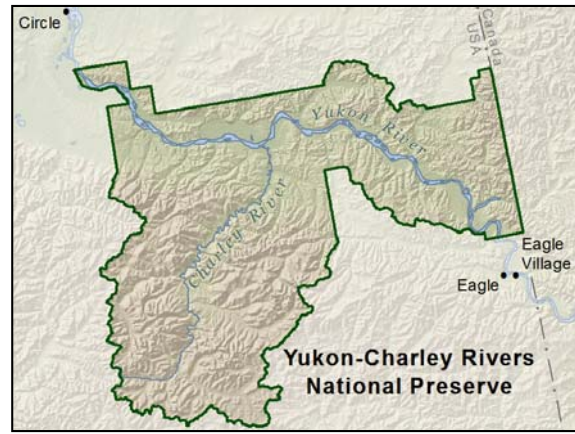 Circle
Canada
USA
Yukon River
Charley River
Eagle
Village
Eagle
Yukon-Charley Rivers
National Preserve